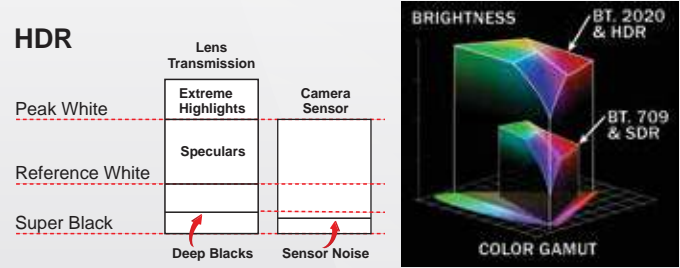 HDR
Lens
Transmission
Extreme
Highlights
Camera
Sensor
Peak White
Speculars
Reference White
Super Black
Deep Blacks
Sensor Noise
BRIGHTNESS
BT. 2020
& HDR
BT. 709
& SDR
COLOR GAMUT